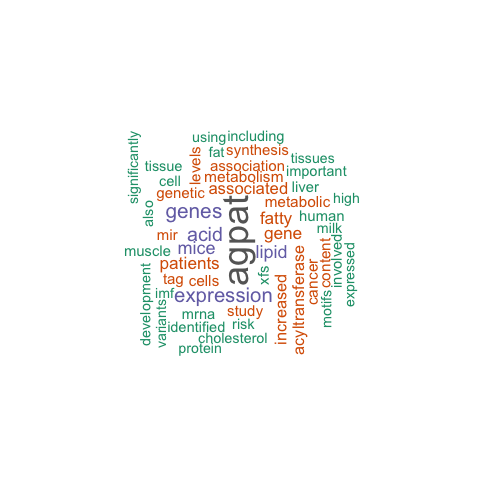 significantly
using
including
levels
fat
synthesis
tissue
association
tissues
cell
metabolism
important
genetic
associated
liver
also
genes
agpat
metabolic
high
fatty
human
mir
acid
gene
milk
muscle
mice
lipid
involved
patients
xfs
content
expressed
tag
cells
cancer
development
imf
expression
increased
acyltransferase
motifs
variants
mrna
study
identified
risk
cholesterol
protein